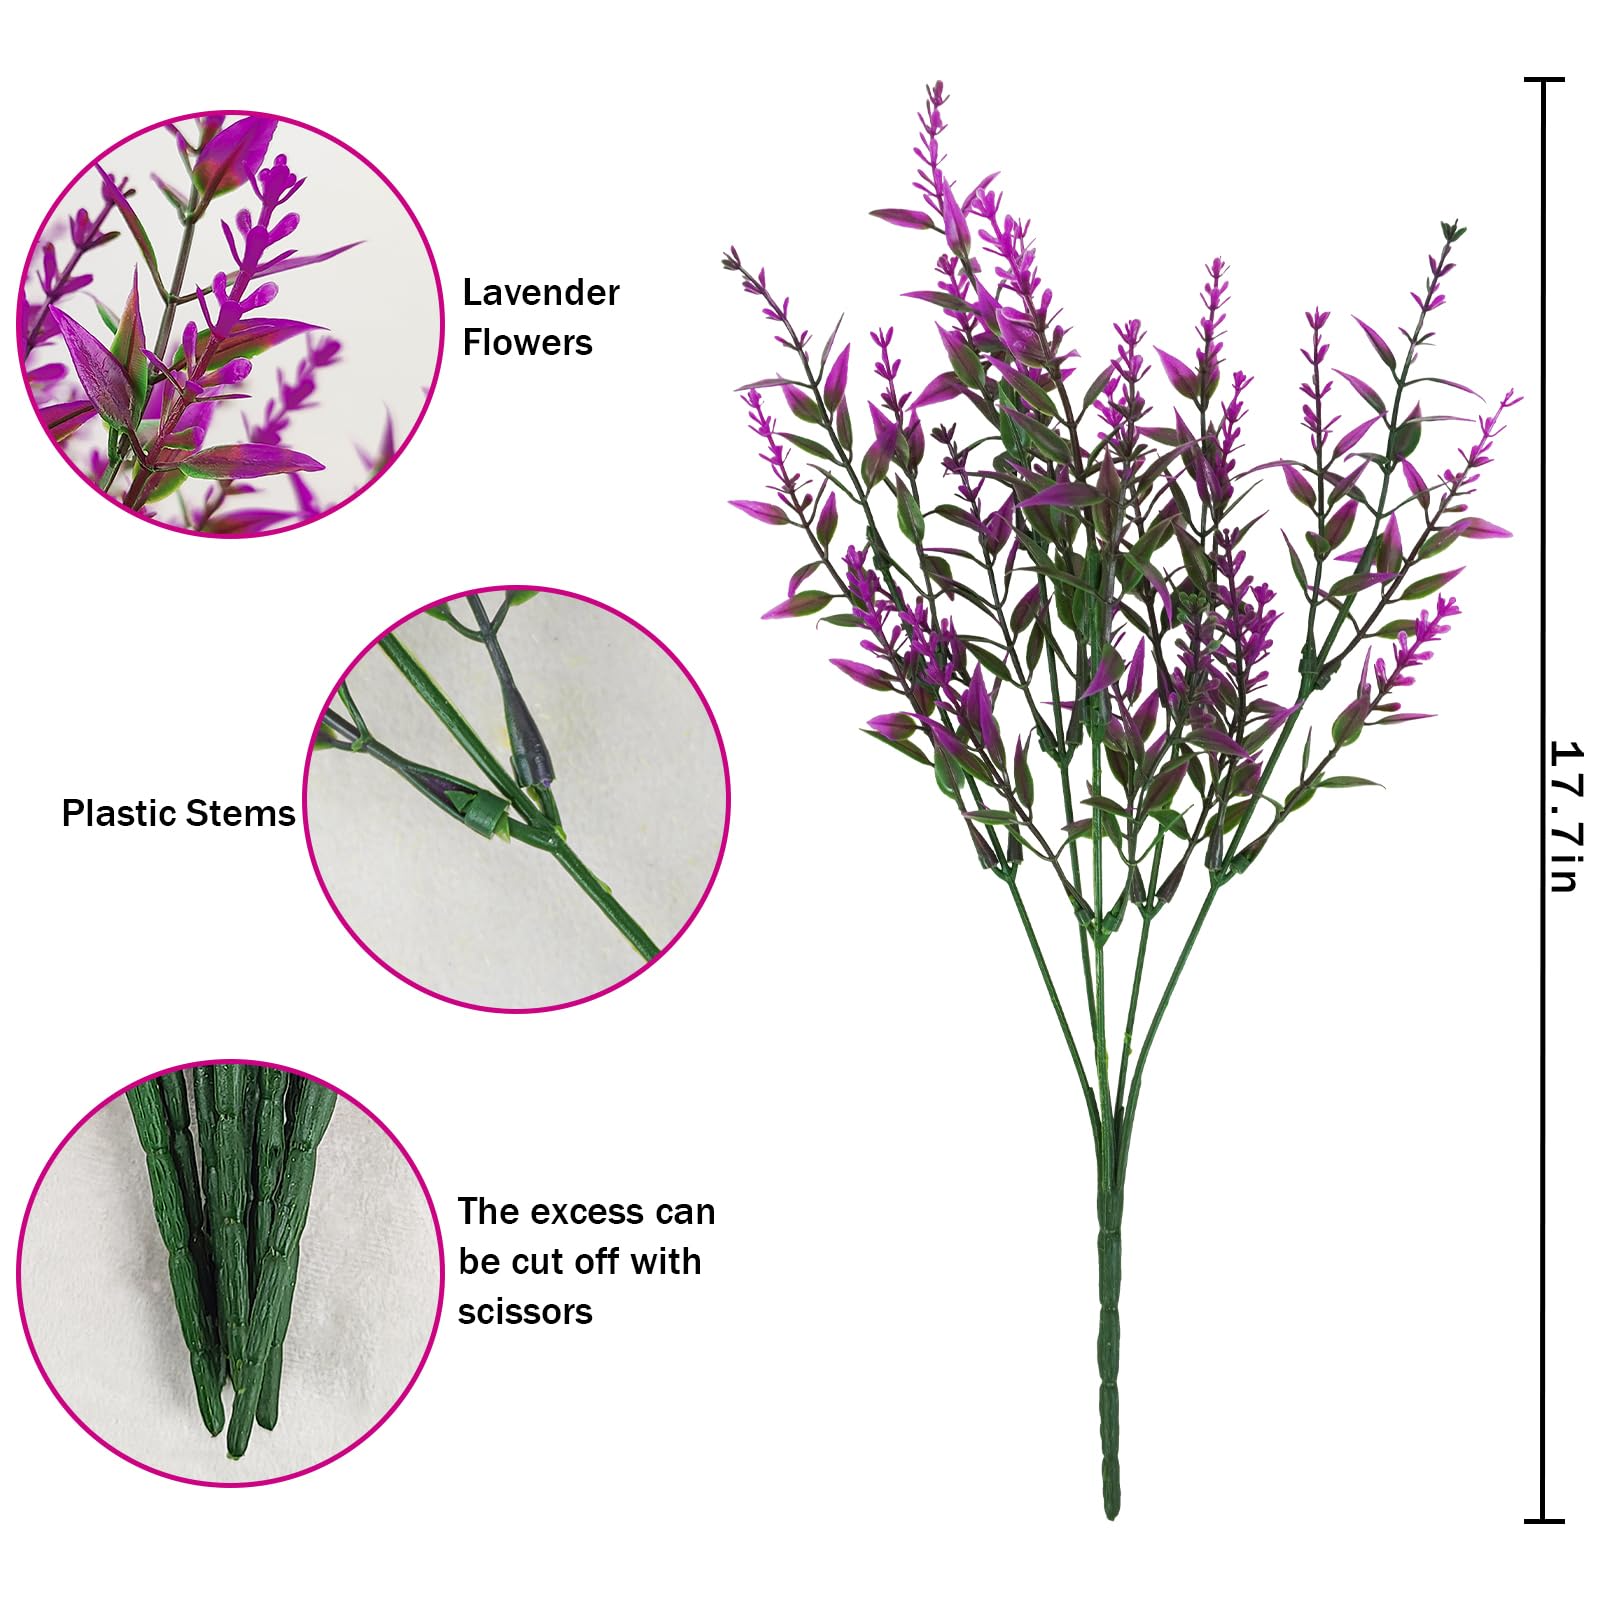 Lavender
Flowers
Plastic Stems
The excess can
be cut off with
scissors
17.7in